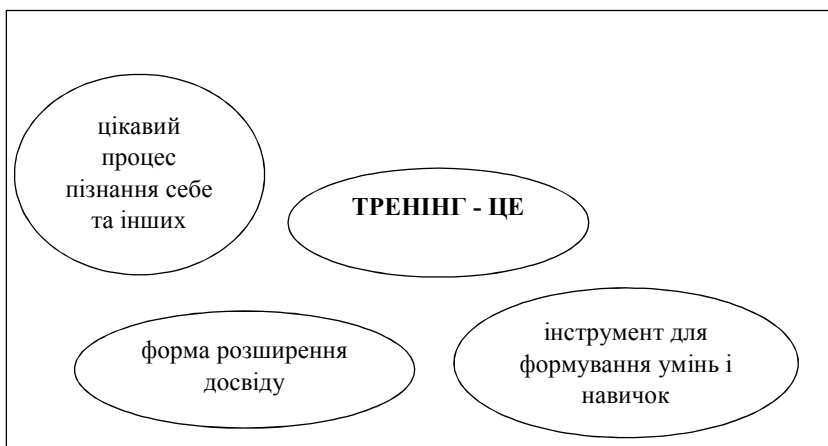 цікавий
процес
пізнання себе
та інших
ТРЕНІНГ - ЦЕ
форма розширення
досвіду
інструмент для
формування умінь і
навичок